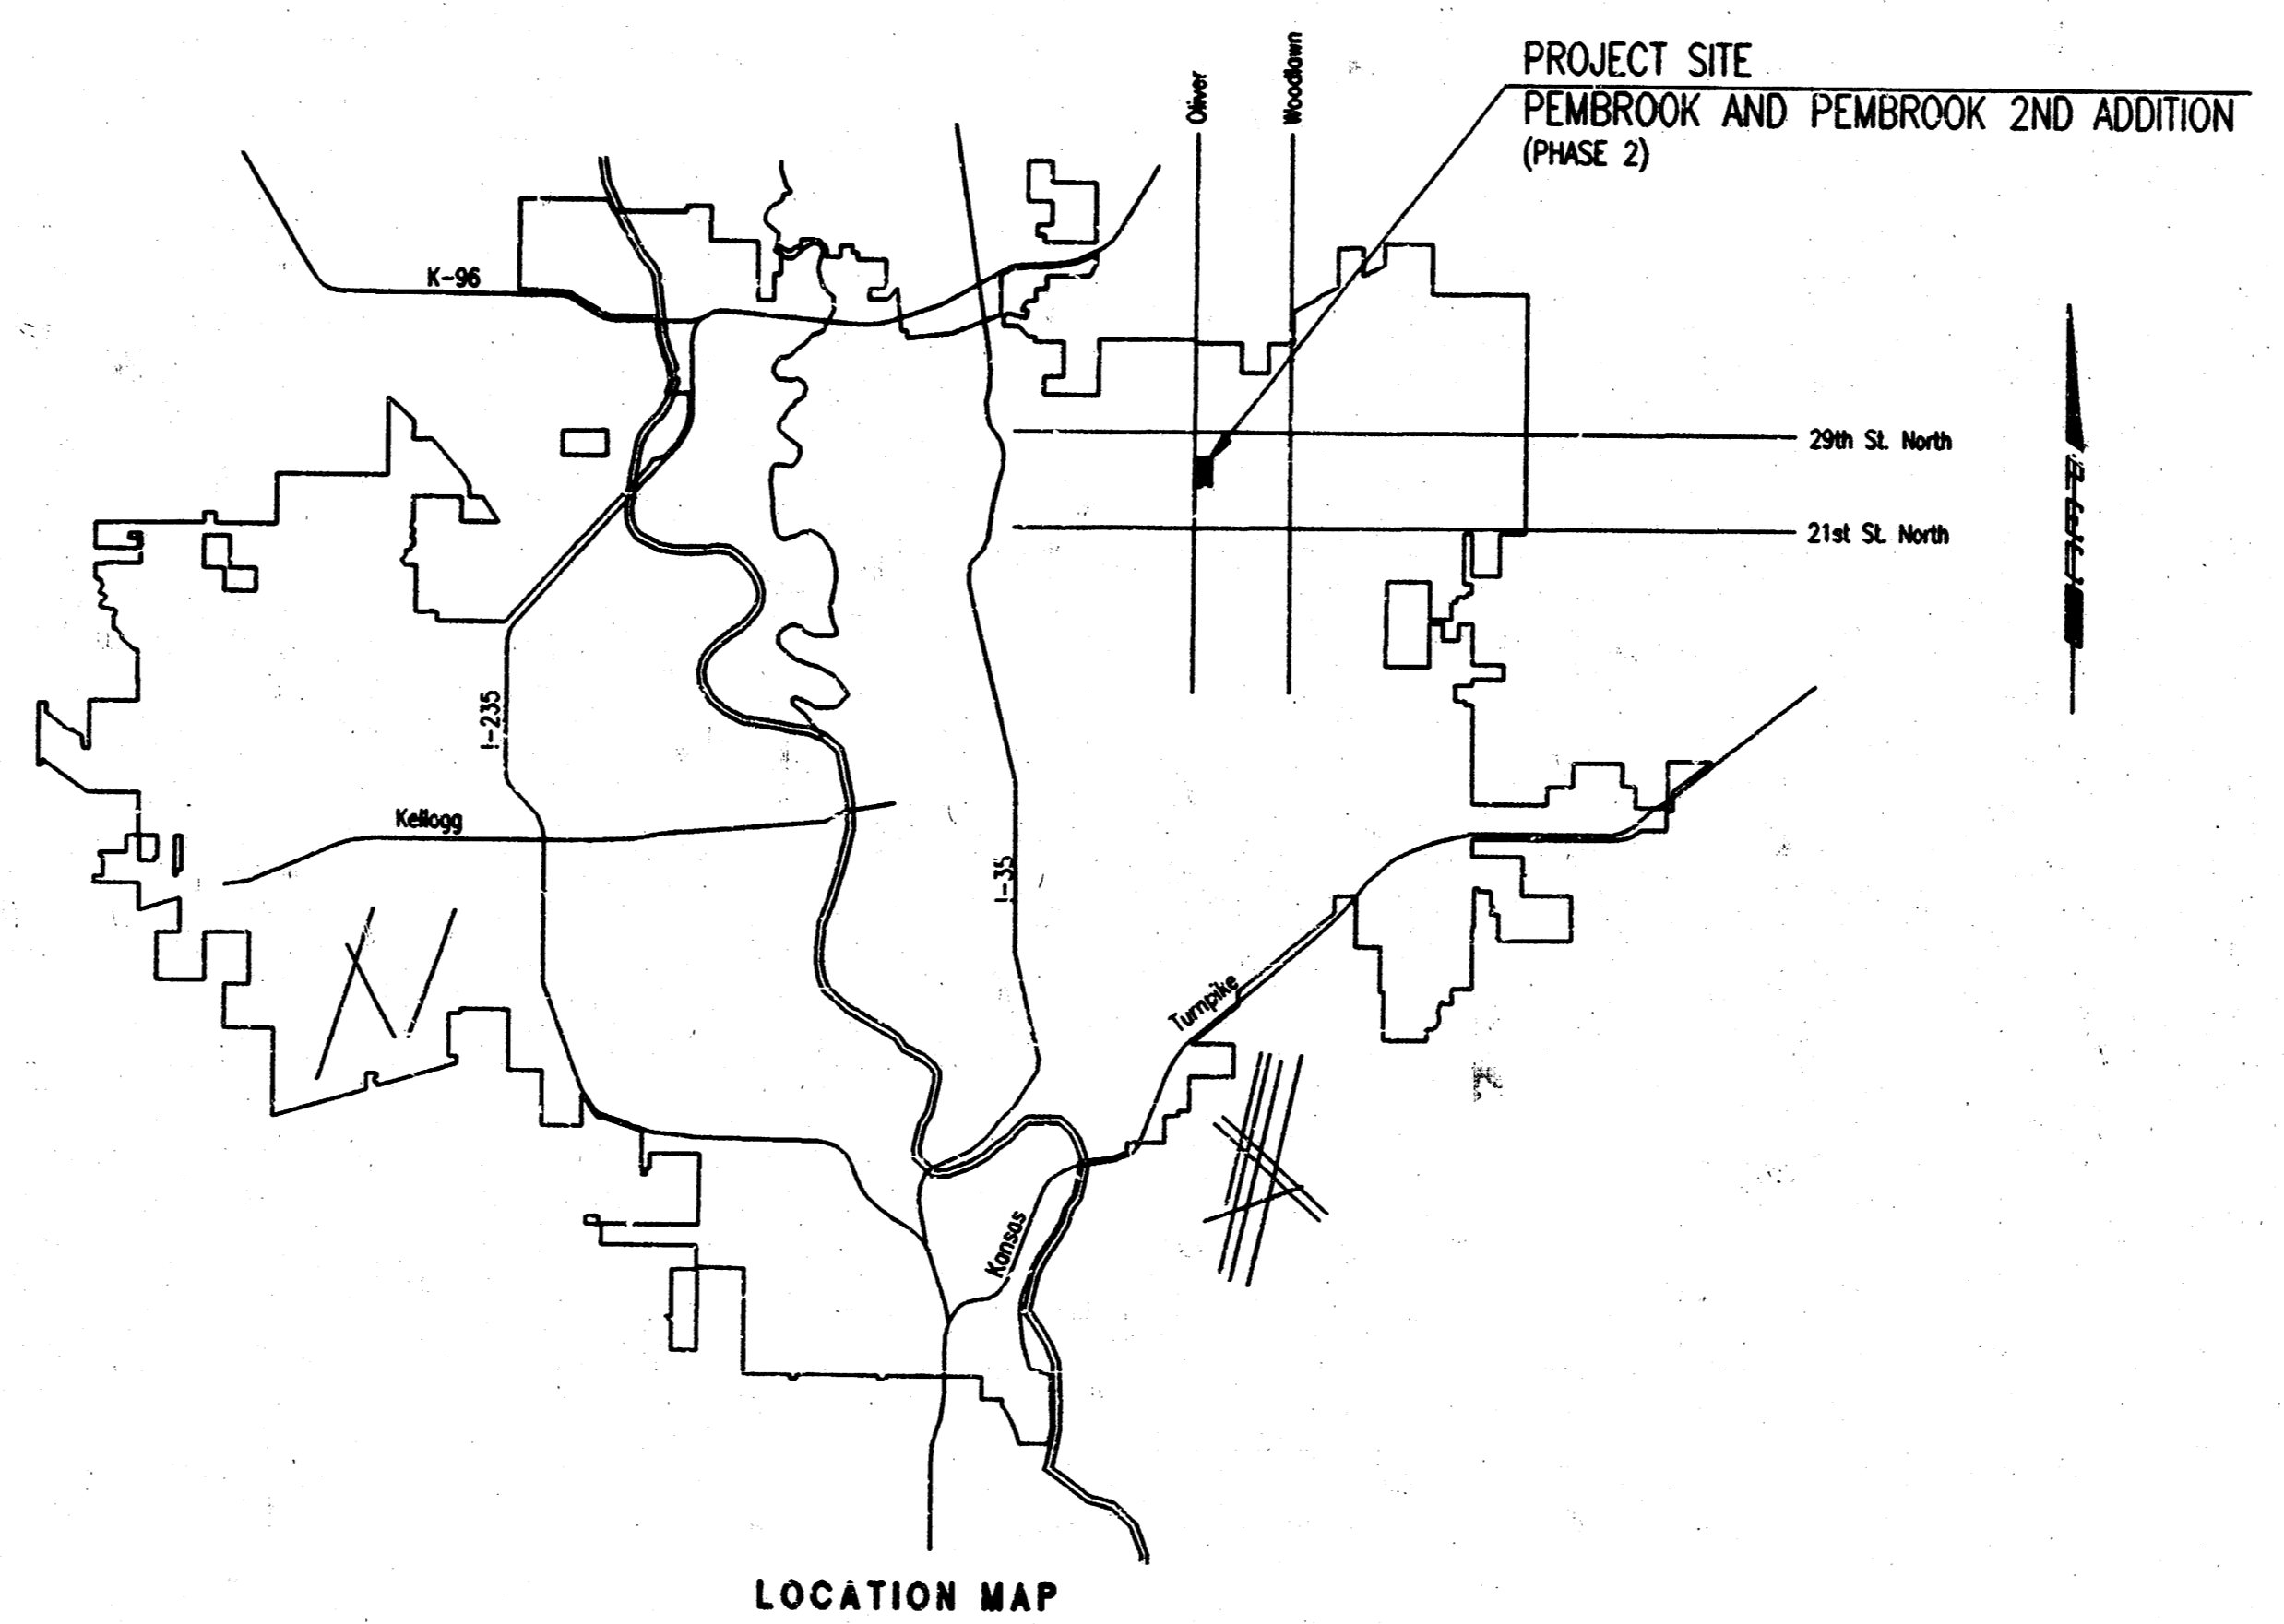 PROJECT SITE
PEMBROOK AND PEMBROOK 2ND ADDITION
(PHASE 2)
Oliver
Woodlawn
K-96
29th St. North
21st St. North
I-235
Kellogg
I-35
Turnpike
Kansas
LOCATION MAP